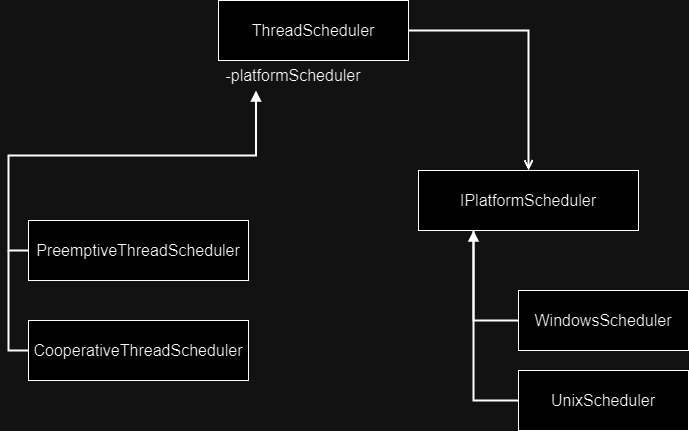 ThreadScheduler
-platformScheduler
IPlatformScheduler
PreemptiveThreadScheduler
WindowsScheduler
CooperativeThreadScheduler
UnixScheduler